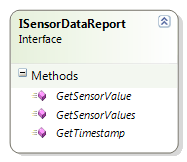 ISensorDataReport
Interface
Methods
GetSensorValue
GetSensorValues
GetTimestamp